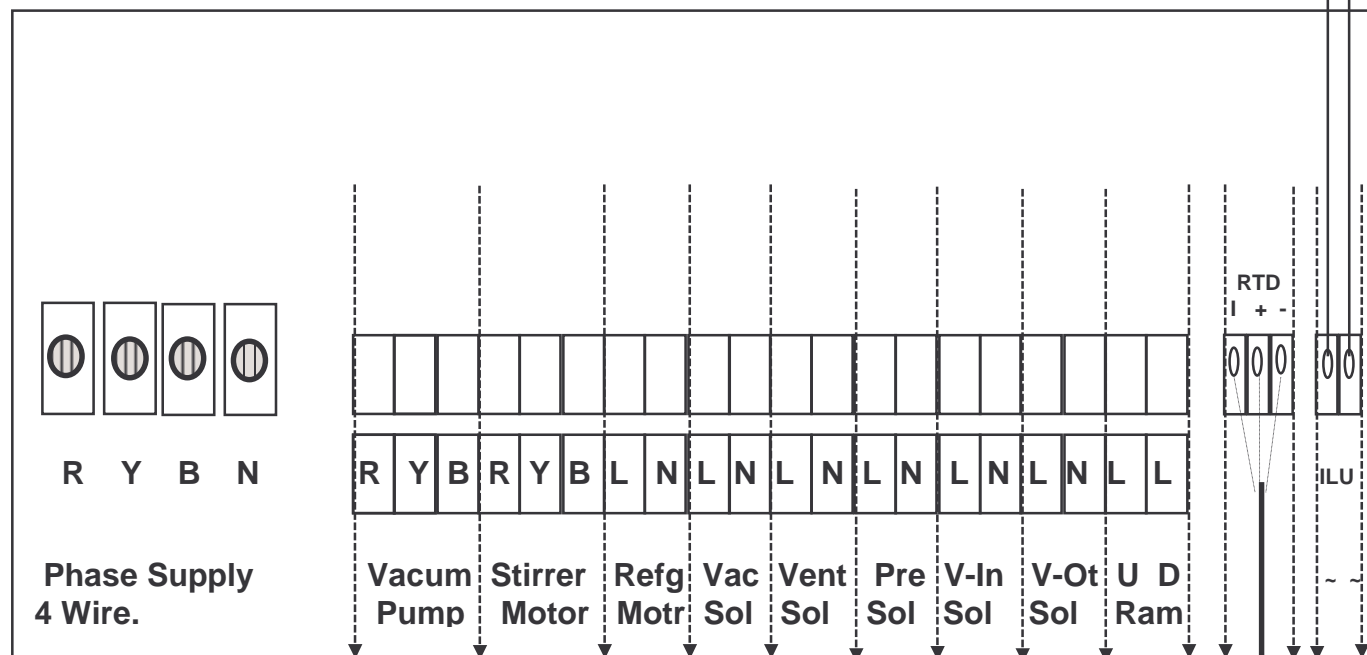 RTD
I + -
R Y B N
R Y B R Y B L N L N L N L N L N L N L L
ILU
Phase Supply
4 Wire.
Vacum
Pump
Stirrer
Motor
Refg
Motr
Vac
Sol
Vent
Sol
Pre
Sol
V-In
Sol
V-Ot
Sol
U D
Ram
~ ~